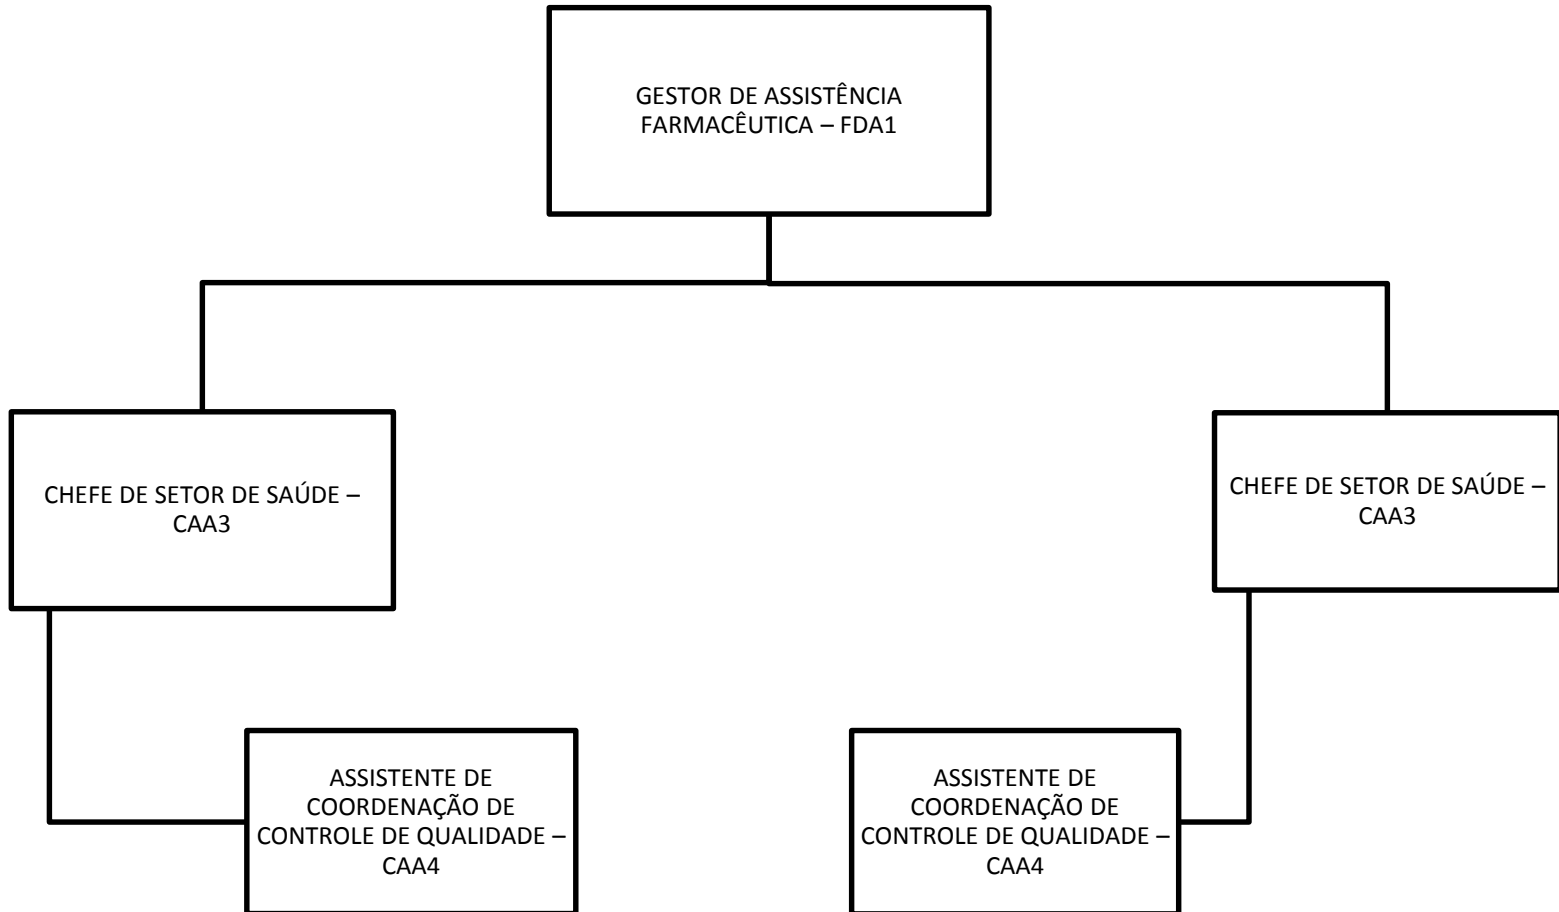 GESTOR DE ASSISTÊNCIA
FARMACÊUTICA – FDA1
CHEFE DE SETOR DE SAÚDE –
CAA3
CHEFE DE SETOR DE SAÚDE –
CAA3
ASSISTENTE DE
COORDENAÇÃO DE
CONTROLE DE QUALIDADE –
CAA4
ASSISTENTE DE
COORDENAÇÃO DE
CONTROLE DE QUALIDADE –
CAA4